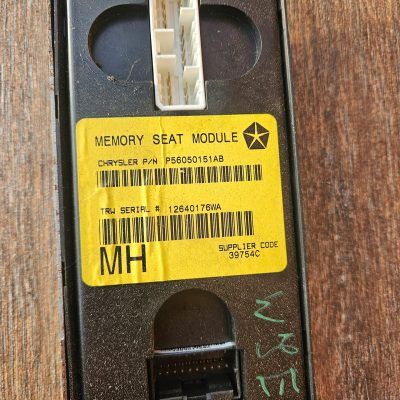 MEMORY SEAT MODULE
CHRYSLER P/N P56050151AB
TRW SERIAL # 12640176WA
MH
SUPPLIER CODE
39754C